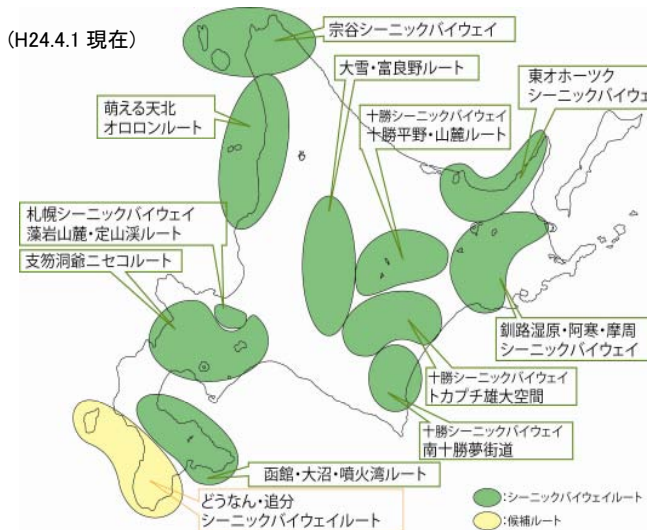 (H24.4.1 現在)
宗谷シーニックバイウェイ
大雪・富良野ルート
東オホーツク
シーニックバイウェ
萌える天北
オロロンルート
十勝シーニックバイウェイ
十勝平野・山麓ルート
札幌シーニックバイウェイ
藻岩山麓・定山渓ルート
支笏洞爺ニセコルート
釧路湿原・阿寒・摩周
シーニックバイウェイ
十勝シーニックバイウェイ
トカプチ雄大空間
十勝シーニックバイウェイ
南十勝夢街道
函館・大沼・噴火湾ルート
どうなん・追分
シーニックバイウェイルート
:シーニックバイウェイルート
:候補ルート